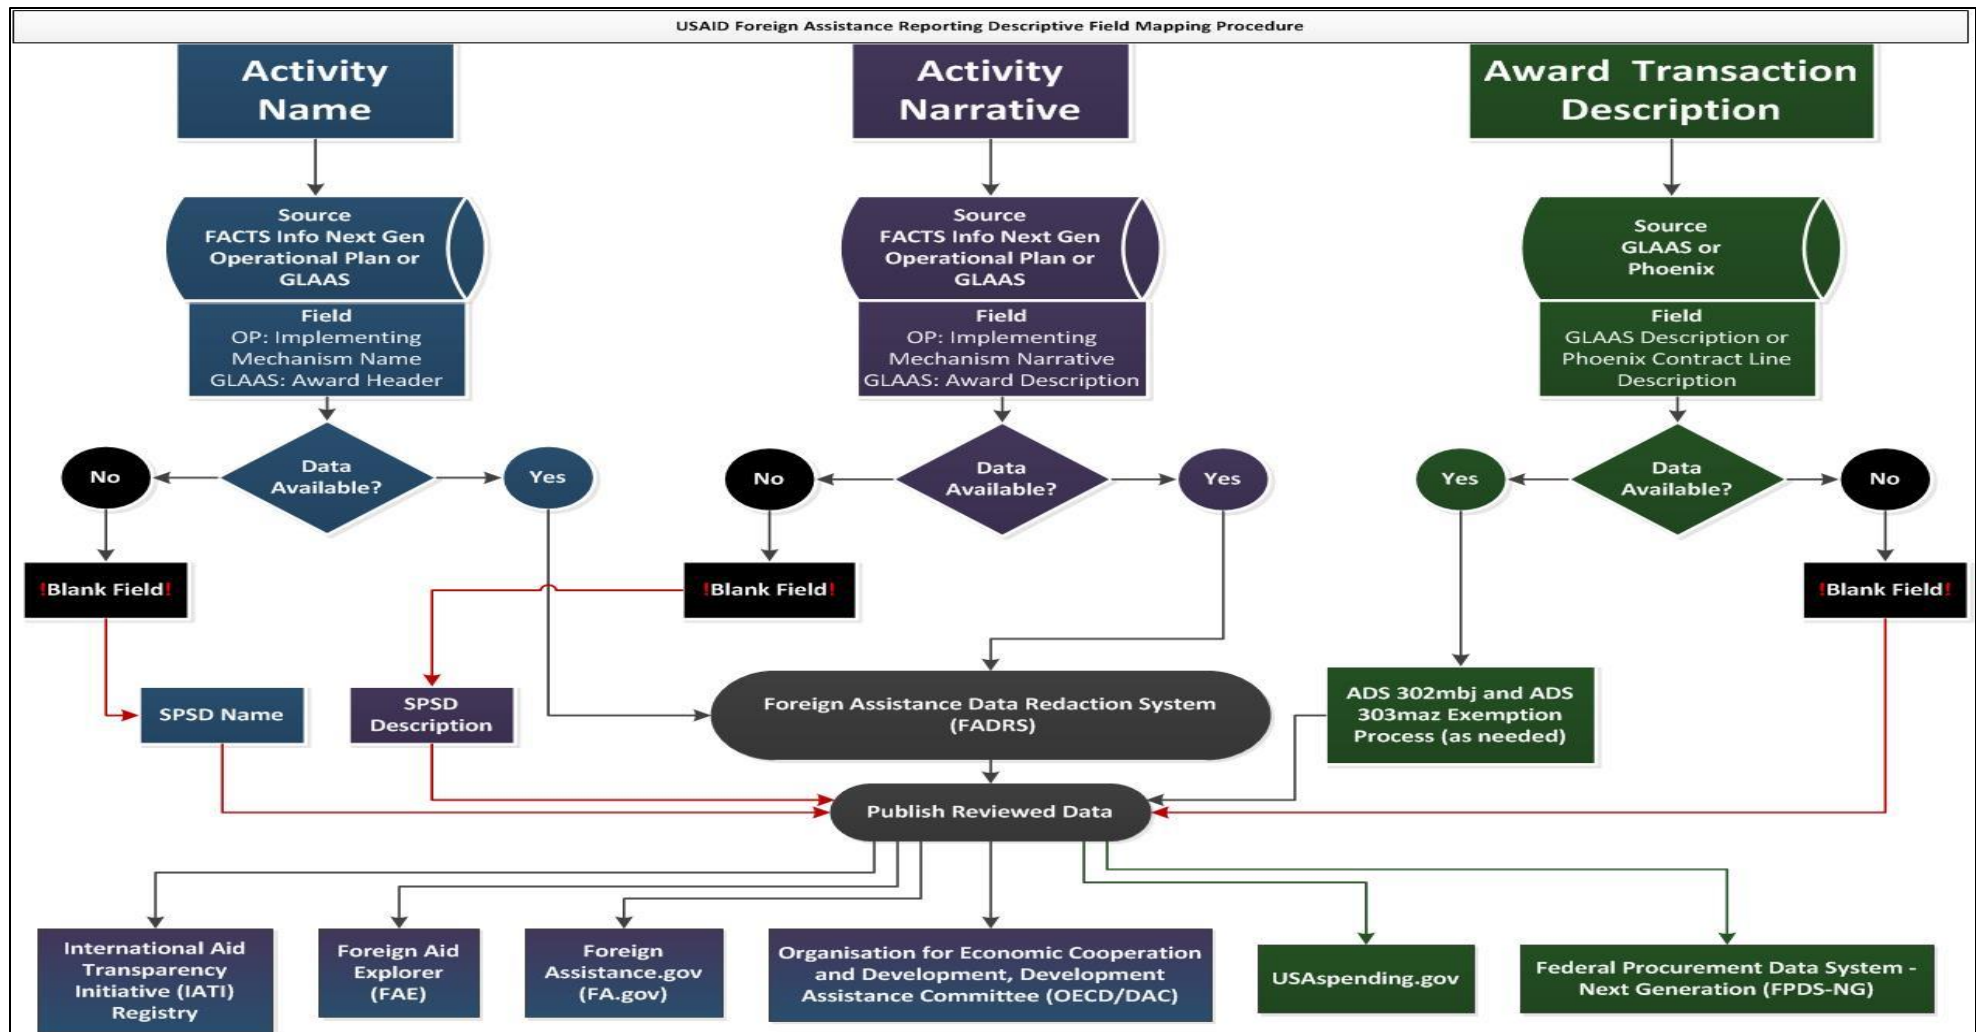 USAID Foreign Assistance Reporting Descriptive Field Mapping Procedure
Activity
Name
Activity
Narrative
Award Transaction
Description
Source
FACTS Info Next Gen
Operational Plan or
GLAAS
Source
FACTS Info Next Gen
Operational Plan or
GLAAS
Source
GLAAS or
Phoenix
Field
OP: Implementing
Mechanism Name
GLAAS: Award Header
Field
OP: Implementing
Mechanism Narrative
GLAAS: Award Description
Field
GLAAS Description or
Phoenix Contract Line
Description
No
Data
Available?
Yes
No
Data
Available?
Yes
Yes
Data
Available?
No
!Blank Field!
!Blank Field!
!Blank Field!
SPSD Name
SPSD
Description
Foreign Assistance Data Redaction System
(FADRS)
ADS 302mbj and ADS
303maz Exemption
Process (as needed)
Publish Reviewed Data
International Aid
Transparency
Initiative (IATI)
Registry
Foreign Aid
Explorer
(FAE)
Foreign
Assistance.gov
(FA.gov)
Organisation for Economic Cooperation
and Development, Development
Assistance Committee (OECD/DAC)
USAspending.gov
Federal Procurement Data System -
Next Generation (FPDS-NG)